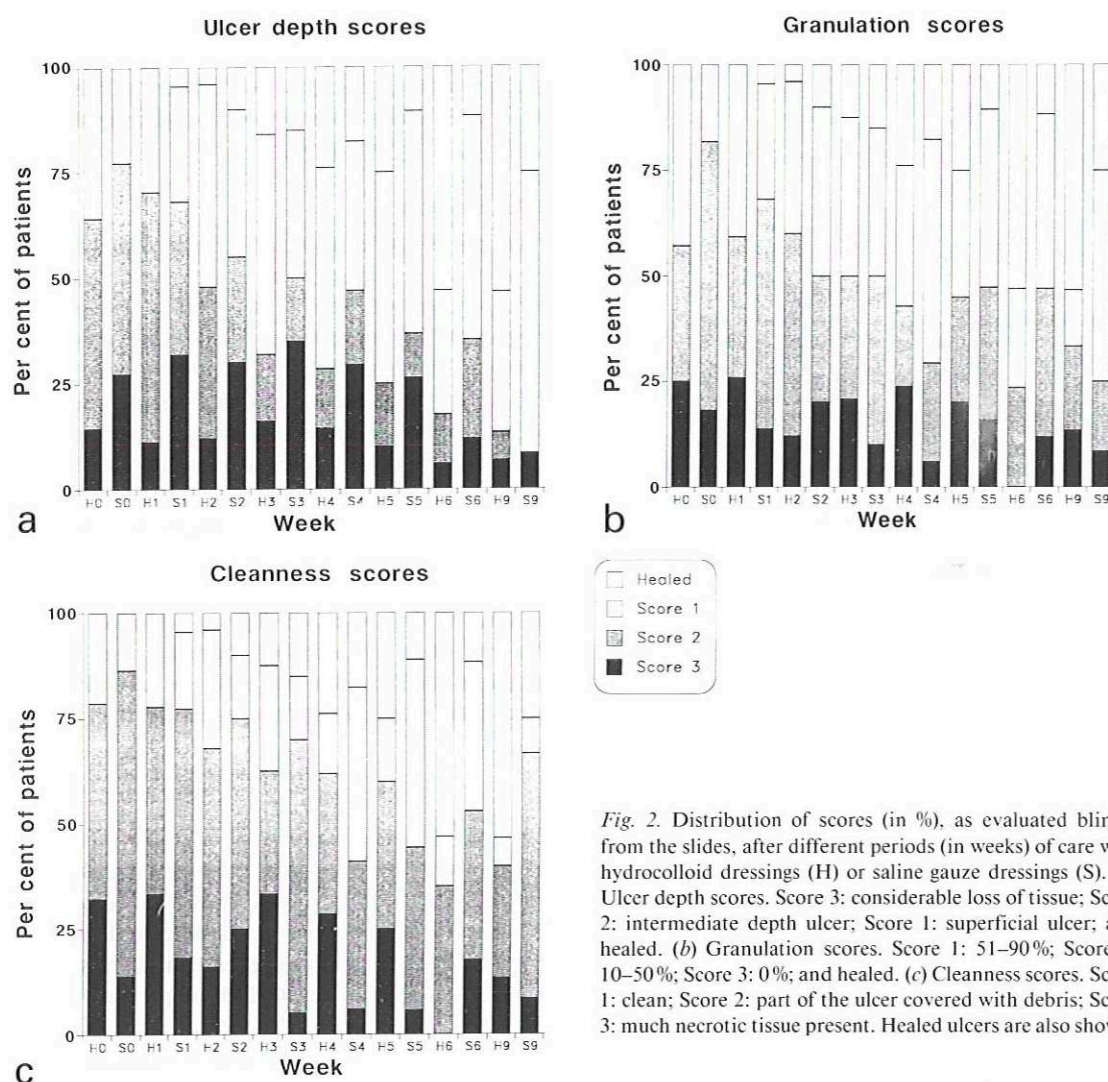 Ulcer depth scores
Per cent of patients
100
75
50
25
0
H0 S0 H1 S1 H2 S2 H3 S3 H4 S4 H5 S5 H6 S6 H9 S9
Week
a
Granulation scores
Per cent of patients
100
75
50
25
0
H0 S0 H1 S1 H2 S2 H3 S3 H4 S4 H5 S5 H6 S6 H9 S9
Week
b
Cleanness scores
Per cent of patients
100
75
50
25
0
H0 S0 H1 S1 H2 S2 H3 S3 H4 S4 H5 S5 H6 S6 H9 S9
Week
c
Healed
Score 1
Score 2
Score 3
Fig. 2. Distribution of scores (in %), as evaluated blin
from the slides, after different periods (in weeks) of care w
hydrocolloid dressings (H) or saline gauze dressings (S).
Ulcer depth scores. Score 3: considerable loss of tissue; Sc
2: intermediate depth ulcer; Score 1: superficial ulcer; a
healed. (b) Granulation scores. Score 1: 51–90%; Score
10–50%; Score 3: 0%; and healed. (c) Cleanness scores. Sc
1: clean; Score 2: part of the ulcer covered with debris; Sc
3: much necrotic tissue present. Healed ulcers are also show